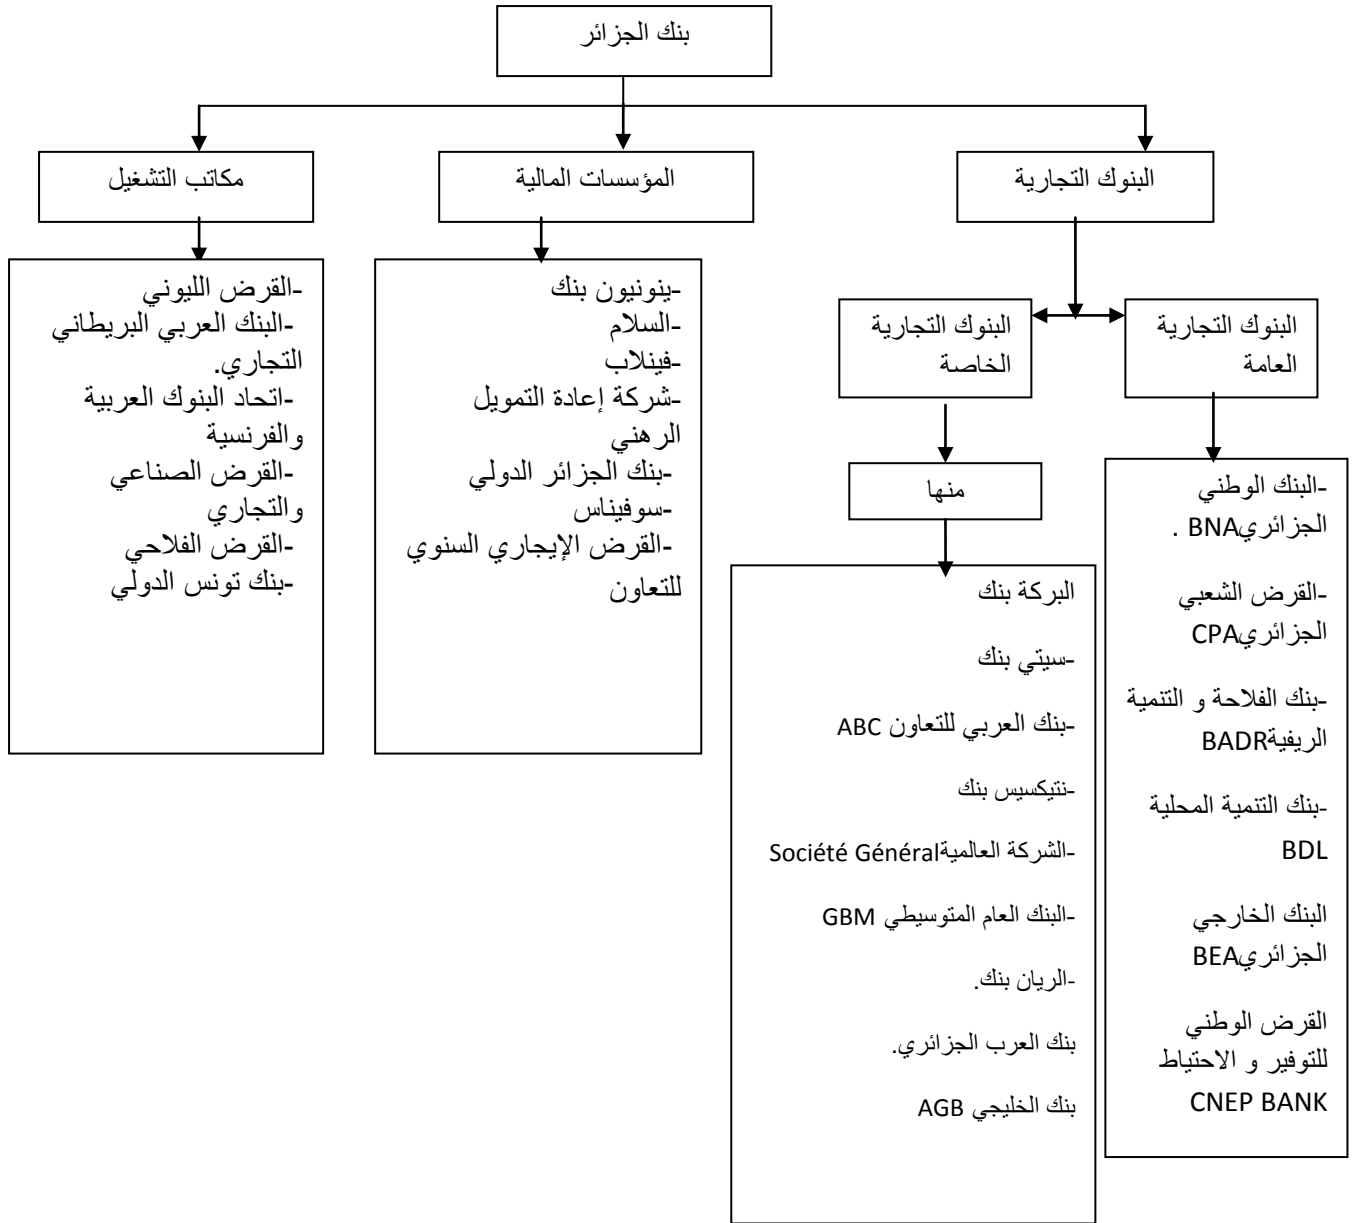 بنك الجزائر
البنوك التجارية
المؤسسات المالية
مكاتب التشغيل
البنوك التجارية
العامة
البنوك التجارية
الخاصة
منها
-البنك الوطني
الجزائريBNA .
-القرض الشعبي
الجزائريCPA
-بنك الفلاحة و التنمية
الريفيةBADR
-بنك التنمية المحلية
BDL
البنك الخارجي
الجزائريBEA
القرض الوطني
للتوفير و الاحتياط
CNEP BANK
البركة بنك
-سيتي بنك
-بنك العربي للتعاون ABC
-نتيكسيس بنك
-الشركة العالميةSociété Général
-البنك العام المتوسيطي GBM
-الريان بنك.
بنك العرب الجزائري.
بنك الخليجي AGB
-ينونيون بنك
-السلام
-فينلاب
-شركة إعادة التمويل
الرهني
-بنك الجزائر الدولي
-سوفيناس
-القرض الإيجاري السنوي
للتعاون
-القرض الليوني
-البنك العربي البريطاني
التجاري.
-اتحاد البنوك العربية
والفرنسية
-القرض الصناعي
والتجاري
-القرض الفلاحي
-بنك تونس الدولي